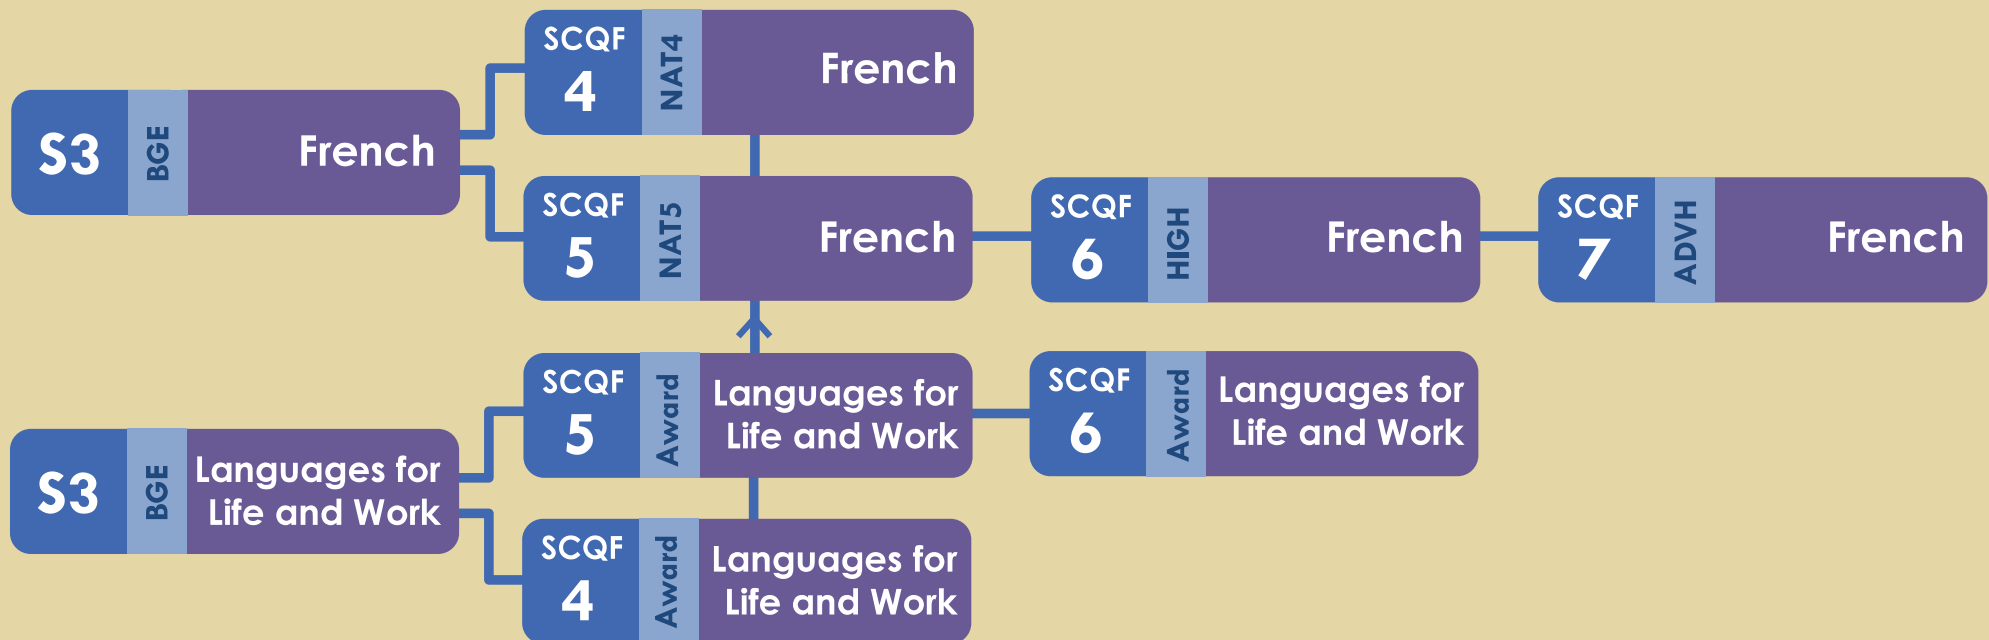 SCQF
4
NAT4
French
S3
BGE
French
SCQF
5
NAT5
French
SCQF
6
HIGH
French
SCQF
7
ADVH
French
SCQF
5
Award
Languages for
Life and Work
SCQF
6
Award
Languages for
Life and Work
S3
BGE
Languages for
Life and Work
SCQF
4
Award
Languages for
Life and Work